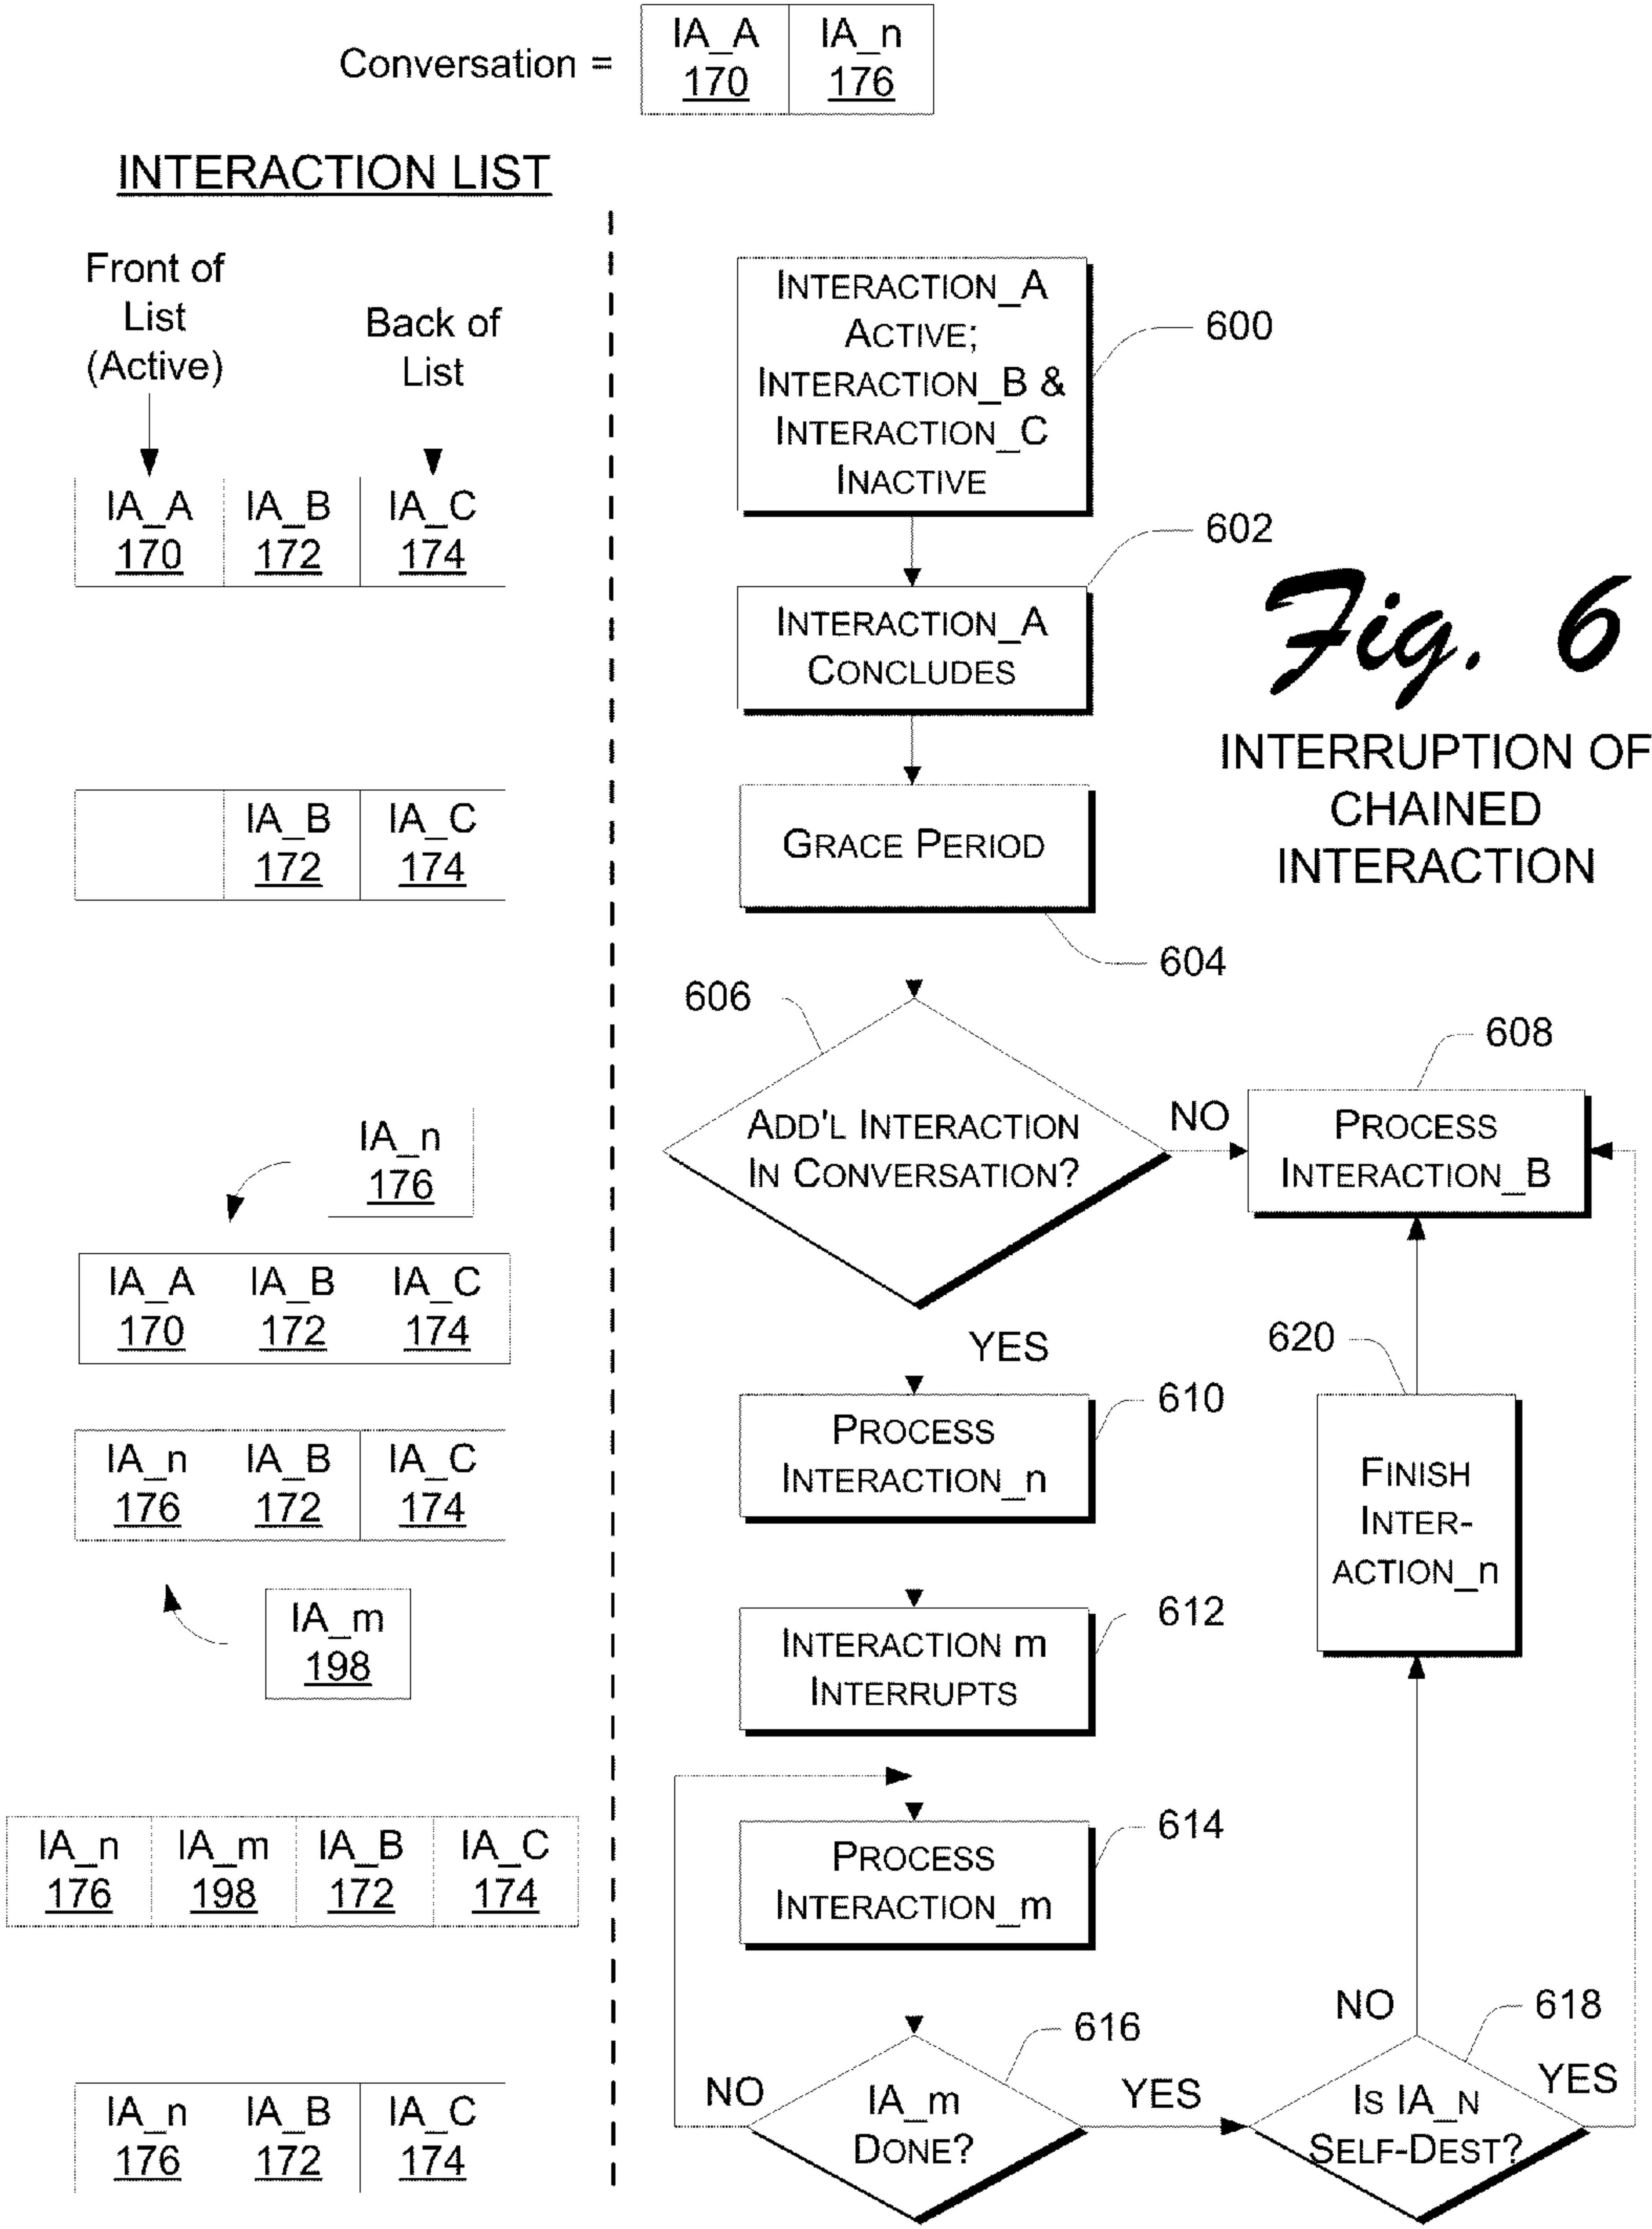 Conversation =
IA_A IA_n
170 176
INTERACTION LIST
Front of
List
(Active)
Back of
List
IA_A IA_B IA_C
170 172 174
IA_B IA_C
172 174
IA_n
176
IA_A IA_B IA_C
170 172 174
IA_n IA_B IA_C
176 172 174
IA_m
198
IA_n IA_m IA_B IA_C
176 198 172 174
IA_n IA_B IA_C
176 172 174
INTERACTION_A
ACTIVE;
INTERACTION_B &
INTERACTION_C
INACTIVE
600
602
INTERACTION_A
CONCLUDES
Fig. 6
INTERRUPTION OF
CHAINED
INTERACTION
GRACE PERIOD
604
606
ADD'L INTERACTION
IN CONVERSATION?
NO
608
PROCESS
INTERACTION_B
YES
610
PROCESS
INTERACTION_n
612
INTERACTION m
INTERRUPTS
614
PROCESS
INTERACTION_m
616
IA_m
DONE?
NO
YES
618
IS IA_N
SELF-DEST?
NO
YES
620
FINISH
INTER-
ACTION_n